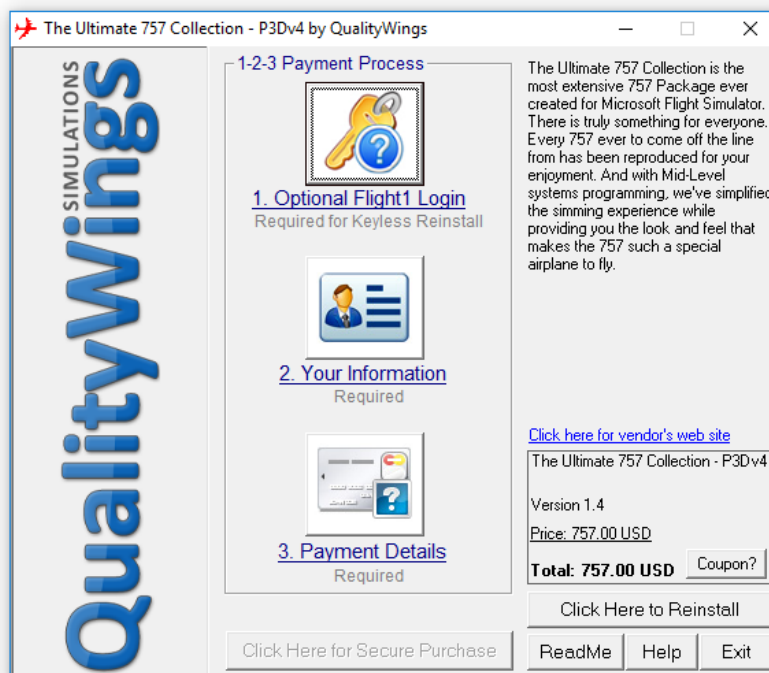 The Ultimate 757 Collection - P3Dv4 by QualityWings
QualityWings
SIMULATIONS
1-2-3 Payment Process
1. Optional Flight1 Login
Required for Keyless Reinstall
2. Your Information
Required
3. Payment Details
Required
Click Here for Secure Purchase
The Ultimate 757 Collection is the
most extensive 757 Package ever
created for Microsoft Flight Simulator.
There is truly something for everyone.
Every 757 ever to come off the line
from has been reproduced for your
enjoyment. And with Mid-Level
systems programming, we've simplified
the simming experience while
providing you the look and feel that
makes the 757 such a special
airplane to fly.
Click here for vendor's web site
The Ultimate 757 Collection - P3Dv4
Version 1.4
Price: 757.00 USD
Total: 757.00 USD
Coupon?
Click Here to Reinstall
ReadMe
Help
Exit